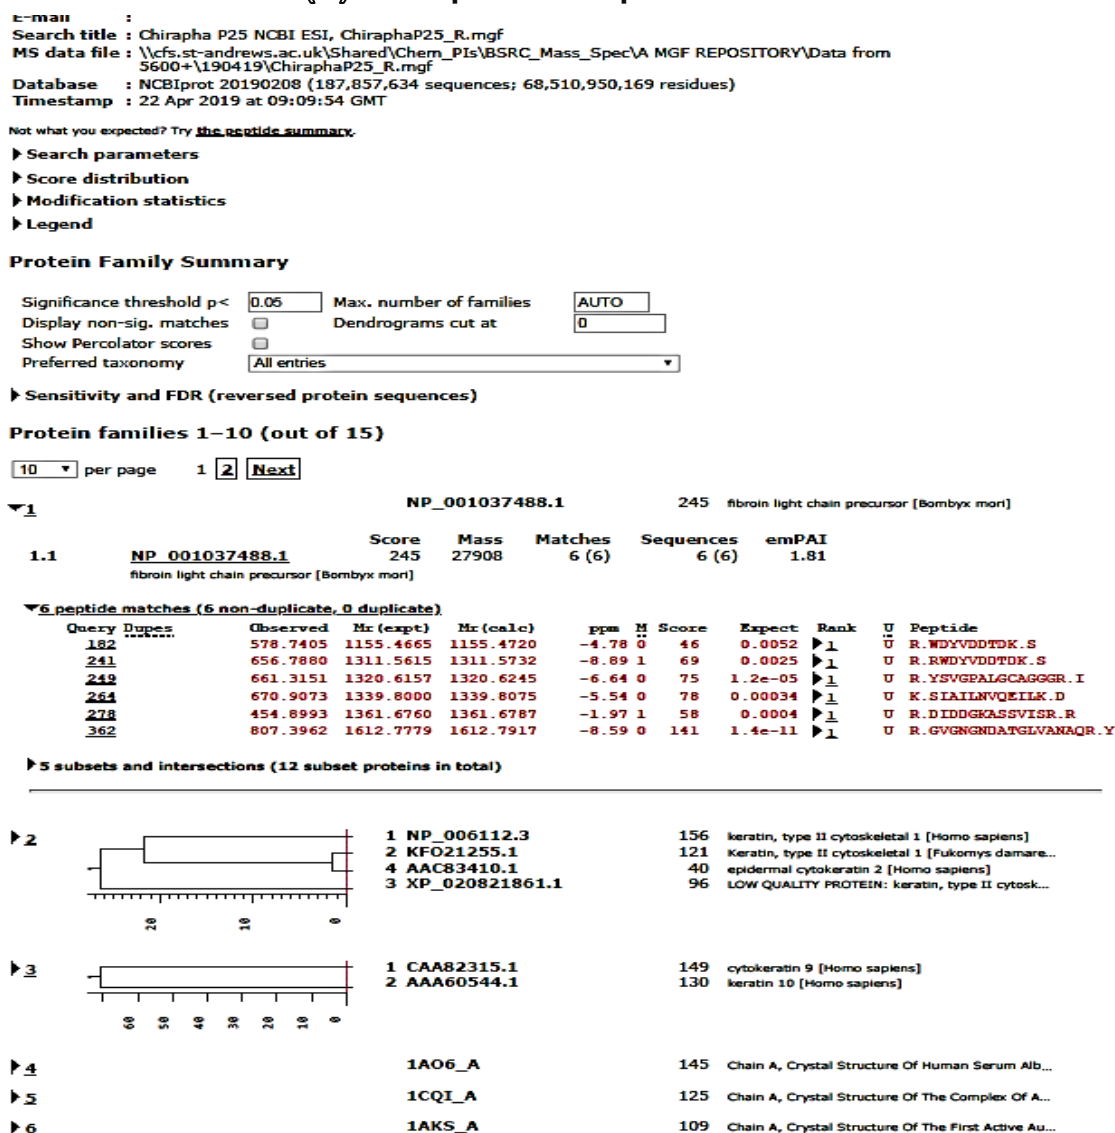 E-mail :
Search title : Chirapha P25 NCBI ESI, ChiraphaP25_R.mgf
MS data file : \\cfs.st-andrews.ac.uk\Shared\Chem_PIs\BSRC_Mass_Spec\A MGF REPOSITORY\Data from
5600+\190419\ChiraphaP25_R.mgf
Database : NCBIprot 20190208 (187,857,634 sequences; 68,510,950,169 residues)
Timestamp : 22 Apr 2019 at 09:09:54 GMT
Not what you expected? Try the peptide summary.
Search parameters
Score distribution
Modification statistics
Legend
Protein Family Summary
Significance threshold p< 0.05 Max. number of families AUTO
Display non-sig. matches Dendrograms cut at 0
Show Percolator scores
Preferred taxonomy All entries
Sensitivity and FDR (reversed protein sequences)
Protein families 1–10 (out of 15)
10 per page 1 2 Next
1 NP_001037488.1 245 fibroin light chain precursor [Bombyx mori]
Score Mass Matches Sequences emPAI
1.1 NP_001037488.1 245 27908 6 (6) 6 (6) 1.81
fibroin light chain precursor [Bombyx mori]
6 peptide matches (6 non-duplicate, 0 duplicate)
Query Dupes Observed Mr(expt) Mr(calc) ppm M Score Expect Rank U Peptide
182 578.7405 1155.4665 1155.4720 -4.78 0 46 0.0052 1 U R.WDYVDDTDK.S
241 656.7880 1311.5615 1311.5732 -8.89 1 69 0.0025 1 U R.RWDYVDDTDK.S
249 661.3151 1320.6157 1320.6245 -6.64 0 75 1.2e-05 1 U R.YSVGPALGCAGGGR.I
264 670.9073 1339.8000 1339.8075 -5.54 0 78 0.00034 1 U K.SIAILNVQEILK.D
278 454.8993 1361.6760 1361.6787 -1.97 1 58 0.0004 1 U R.DIDDGKASSVISR.R
362 807.3962 1612.7779 1612.7917 -8.59 0 141 1.4e-11 1 U R.GVGNGNDATGLVANAQR.Y
5 subsets and intersections (12 subset proteins in total)
2 1 NP_006112.3 156 keratin, type II cytoskeletal 1 [Homo sapiens]
2 KFO21255.1 121 Keratin, type II cytoskeletal 1 [Fukomys damare...
4 AAC83410.1 40 epidermal cytokeratin 2 [Homo sapiens]
3 XP_020821861.1 96 LOW QUALITY PROTEIN: keratin, type II cytosk...
20 10 0
3 1 CAA82315.1 149 cytokeratin 9 [Homo sapiens]
2 AAA60544.1 130 keratin 10 [Homo sapiens]
60 50 40 30 20 10 0
4 1AO6_A 145 Chain A, Crystal Structure Of Human Serum Alb...
5 1CQI_A 125 Chain A, Crystal Structure Of The Complex Of A...
6 1AKS_A 109 Chain A, Crystal Structure Of The First Active Au...